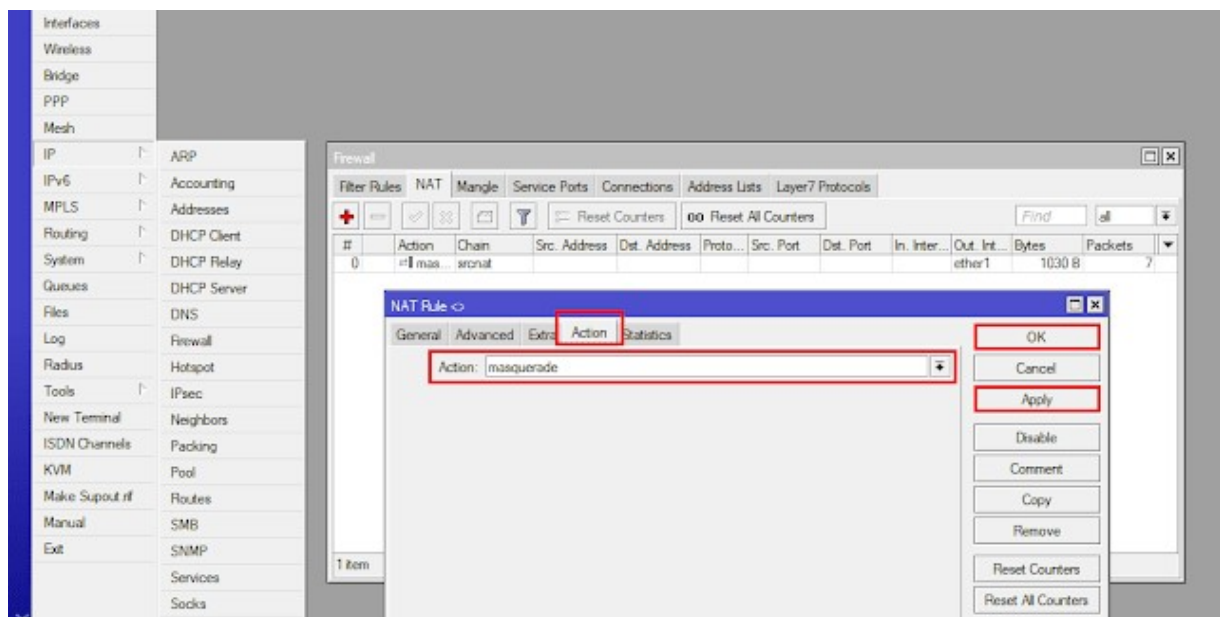 Interfaces
Wireless
Bridge
PPP
Mesh
IP
IPv6
MPLS
Routing
System
Queues
Files
Log
Radius
Tools
New Terminal
ISDN Channels
KVM
Make Supout.rif
Manual
Exit
ARP
Accounting
Addresses
DHCP Client
DHCP Relay
DHCP Server
DNS
Firewall
Hotspot
IPsec
Neighbors
Packing
Pool
Routes
SMB
SNMP
Services
Socks
Firewall
Filter Rules NAT Mangle Service Ports Connections Address Lists Layer7 Protocols
Reset Counters 00 Reset All Counters Find all
# Action Chain Src. Address Dst. Address Proto... Src. Port Dst. Port In. Inter... Out. Int... Bytes Packets
0 mas... srcnat ether1 1030 B 7
NAT Rule <>
General Advanced Extra Action Statistics
Action: masquerade
OK
Cancel
Apply
Disable
Comment
Copy
Remove
Reset Counters
Reset All Counters
1 item